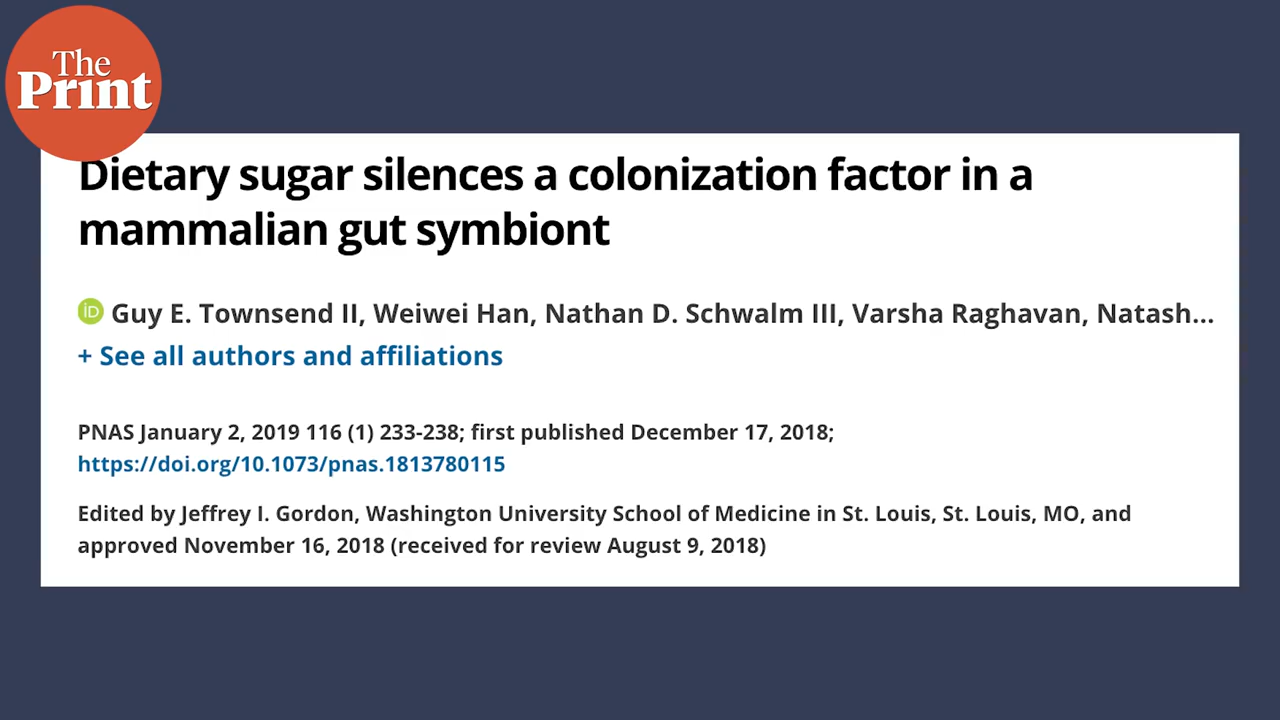 The
Print
Dietary sugar silences a colonization factor in a
mammalian gut symbiont
iD Guy E. Townsend II, Weiwei Han, Nathan D. Schwalm III, Varsha Raghavan, Natash...
+ See all authors and affiliations
PNAS January 2, 2019 116 (1) 233-238; first published December 17, 2018;
https://doi.org/10.1073/pnas.1813780115
Edited by Jeffrey I. Gordon, Washington University School of Medicine in St. Louis, St. Louis, MO, and
approved November 16, 2018 (received for review August 9, 2018)